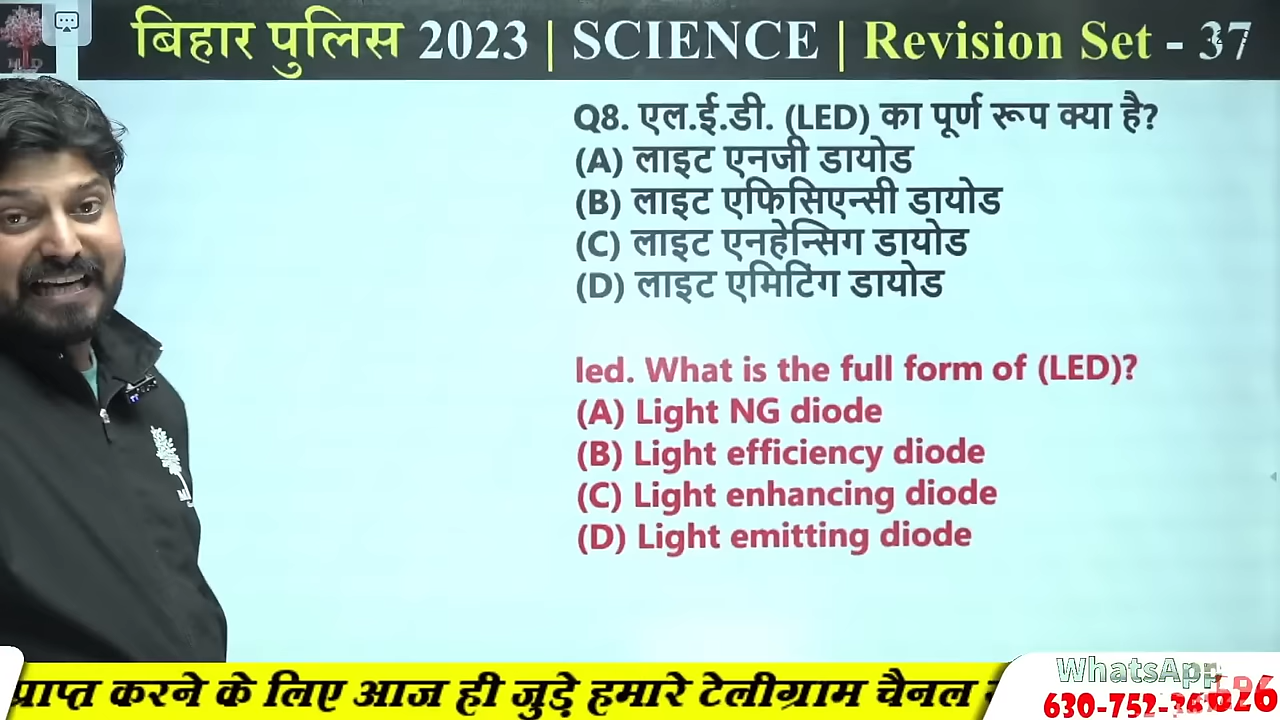 बिहार पुलिस 2023 | SCIENCE | Revision Set - 37
Q8. एल.ई.डी. (LED) का पूर्ण रूप क्या है?
(A) लाइट एनजी डायोड
(B) लाइट एफिसिएन्सी डायोड
(C) लाइट एनहेन्सिग डायोड
(D) लाइट एमिटिंग डायोड
led. What is the full form of (LED)?
(A) Light NG diode
(B) Light efficiency diode
(C) Light enhancing diode
(D) Light emitting diode
प्राप्त करने के लिए आज ही जुड़े हमारे टेलीग्राम चैनल
WhatsApp
630-752-